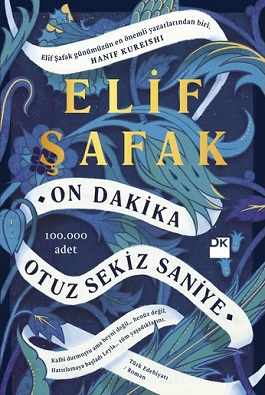 Elif Şafak günümüzün en önemli yazarlarından biri.
HANIF KUREISHI
ELİF
ŞAFAK
ON DAKİKA
100.000
adet
DK
OTUZ SEKİZ SANİYE
Kalbi durmuştu ama beyni değil... henüz değil.
Hatırlamaya başladı Leyla... tüm yaşadıklarını.
Türk Edebiyatı
/ Roman